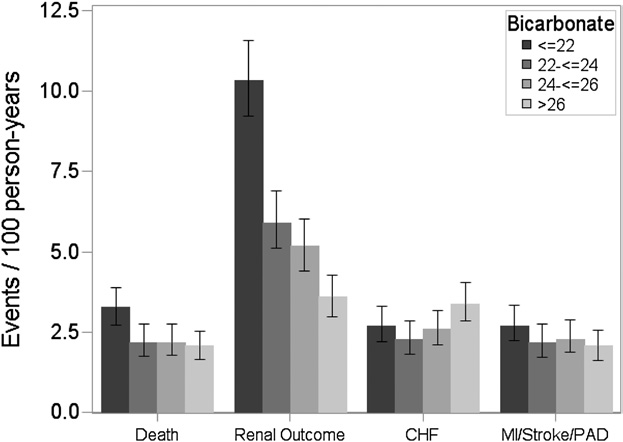 12.5
10.0
7.5
5.0
2.5
0.0
Events / 100 person-years
Bicarbonate
<=22
22-<=24
24-<=26
>26
Death
Renal Outcome
CHF
MI/Stroke/PAD